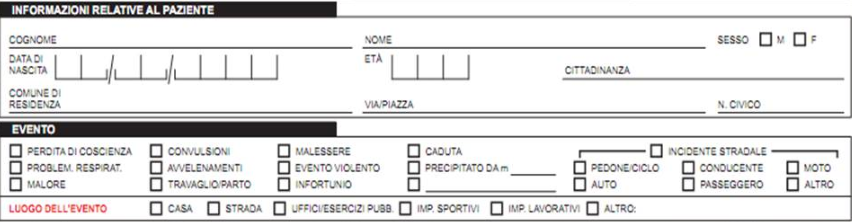 INFORMAZIONI RELATIVE AL PAZIENTE
COGNOME NOME SESSO M F
DATA DI NASCITA / / ETÀ CITTADINANZA
COMUNE DI RESIDENZA VIA/PIAZZA N. CIVICO
EVENTO
PERDITA DI COSCIENZA CONVULSIONI MALESSERE CADUTA INCIDENTE STRADALE
PROBLEM. RESPIRAT. AVVELENAMENTI EVENTO VIOLENTO PRECIPITATO DA m PEDONE/CICLO CONDUCENTE MOTO
MALORE TRAVAGLIO/PARTO INFORTUNIO AUTO PASSEGGERO ALTRO
LUOGO DELL'EVENTO CASA STRADA UFFICI/ESERCIZI PUBB. IMP. SPORTIVI IMP. LAVORATIVI ALTRO: